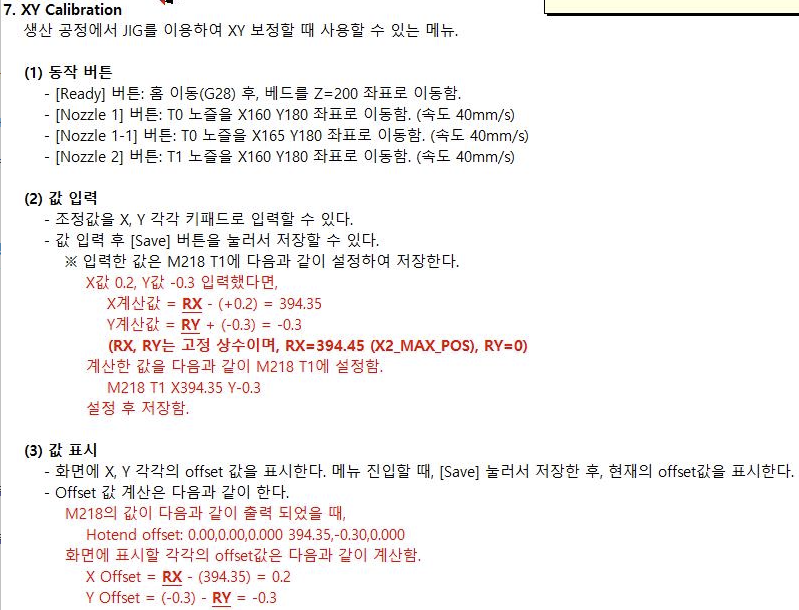 7. XY Calibration
생산 공정에서 JIG를 이용하여 XY 보정할 때 사용할 수 있는 메뉴.
(1) 동작 버튼
- [Ready] 버튼: 홈 이동(G28) 후, 베드를 Z=200 좌표로 이동함.
- [Nozzle 1] 버튼: T0 노즐을 X160 Y180 좌표로 이동함. (속도 40mm/s)
- [Nozzle 1-1] 버튼: T0 노즐을 X165 Y180 좌표로 이동함. (속도 40mm/s)
- [Nozzle 2] 버튼: T1 노즐을 X160 Y180 좌표로 이동함. (속도 40mm/s)
(2) 값 입력
- 조정값을 X, Y 각각 키패드로 입력할 수 있다.
- 값 입력 후 [Save] 버튼을 눌러서 저장할 수 있다.
※ 입력한 값은 M218 T1에 다음과 같이 설정하여 저장한다.
X값 0.2, Y값 -0.3 입력했다면,
X계산값 = RX - (+0.2) = 394.35
Y계산값 = RY + (-0.3) = -0.3
(RX, RY는 고정 상수이며, RX=394.45 (X2_MAX_POS), RY=0)
계산한 값을 다음과 같이 M218 T1에 설정함.
M218 T1 X394.35 Y-0.3
설정 후 저장함.
(3) 값 표시
- 화면에 X, Y 각각의 offset 값을 표시한다. 메뉴 진입할 때, [Save] 눌러서 저장한 후, 현재의 offset값을 표시한다.
- Offset 값 계산은 다음과 같이 한다.
M218의 값이 다음과 같이 출력 되었을 때,
Hotend offset: 0.00,0.00,0.000 394.35,-0.30,0.000
화면에 표시할 각각의 offset값은 다음과 같이 계산함.
X Offset = RX - (394.35) = 0.2
Y Offset = (-0.3) - RY = -0.3